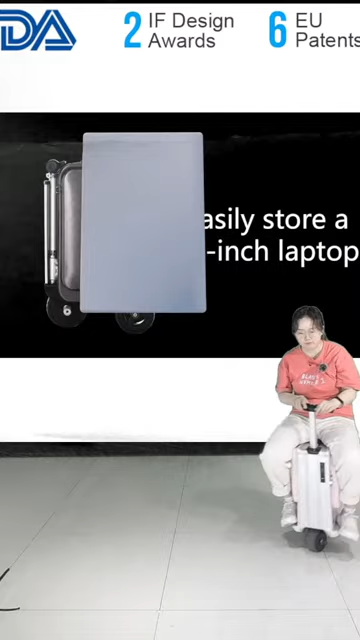 DA
2 IF Design
Awards
6 EU
Patents
asily store a
-inch laptop